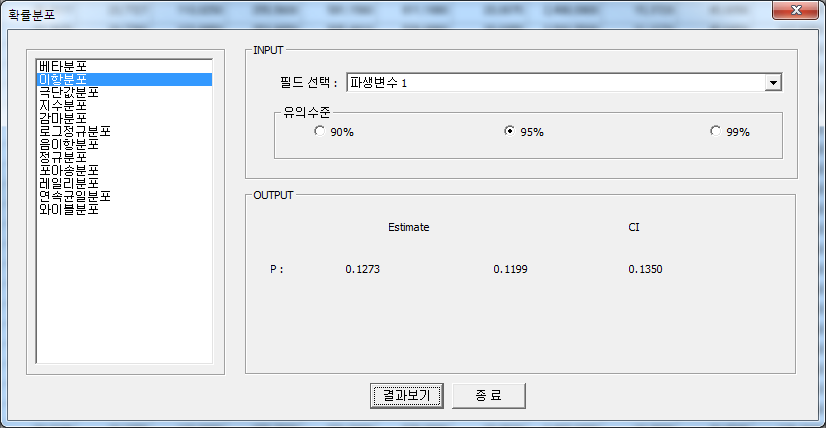 확률분포
베타분포
이항분포
극단값분포
지수분포
감마분포
로그정규분포
음이항분포
정규분포
포아송분포
레일리분포
연속균일분포
와이블분포
INPUT
필드 선택 : 파생변수 1
유의수준
90% 95% 99%
OUTPUT
Estimate CI
P : 0.1273 0.1199 0.1350
결과보기 종 료